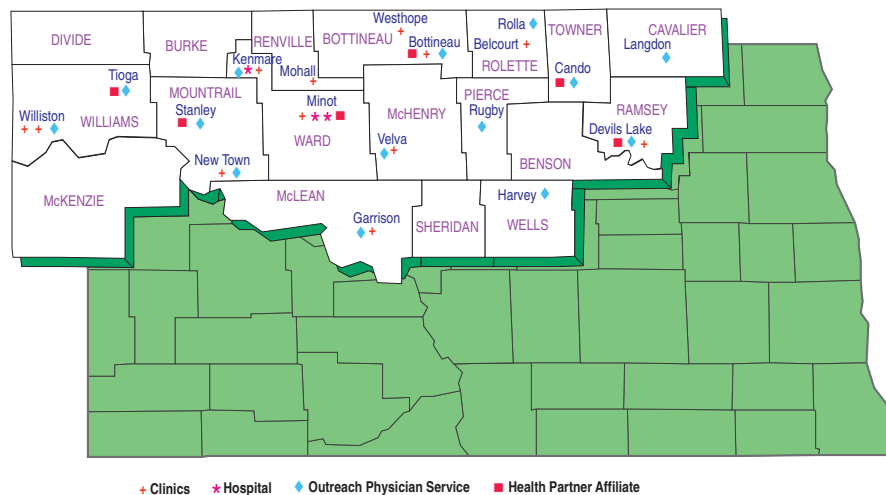 Westhope
Rolla
TOWNER
CAVALIER
DIVIDE
BURKE
RENVILLE
BOTTINEAU
Bottineau
Belcourt
Langdon
Kenmare
Mohall
ROLETTE
Cando
Tioga
MOUNTRAIL
Stanley
Minot
McHENRY
PIERCE
Rugby
RAMSEY
Williston
WILLIAMS
WARD
Devils Lake
Velva
New Town
BENSON
McKENZIE
McLEAN
Harvey
Garrison
SHERIDAN
WELLS
+ Clinics * Hospital ♦ Outreach Physician Service ■ Health Partner Affiliate